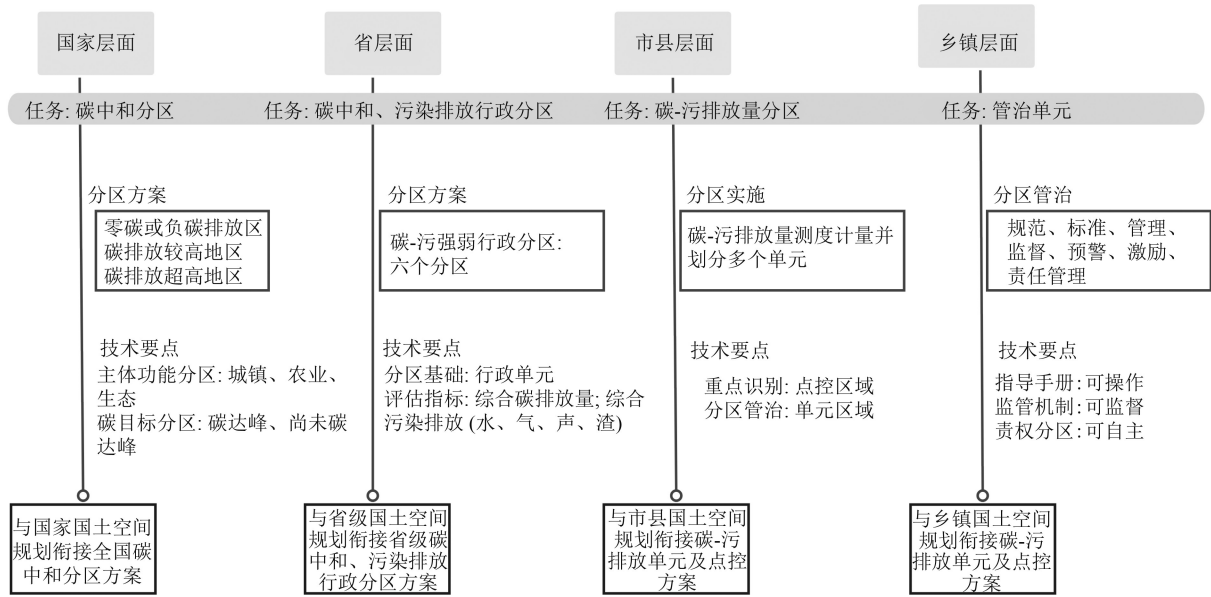 国家层面
省层面
市县层面
乡镇层面
任务: 碳中和分区
任务: 碳中和、污染排放行政分区
任务: 碳-污排放量分区
任务: 管治单元
分区方案
零碳或负碳排放区
碳排放较高地区
碳排放超高地区
分区方案
碳-污强弱行政分区:
六个分区
分区实施
碳-污排放量测度计量并
划分多个单元
分区管治
规范、标准、管理、
监督、预警、激励、
责任管理
技术要点
主体功能分区: 城镇、农业、
生态
碳目标分区: 碳达峰、尚未碳
达峰
技术要点
分区基础: 行政单元
评估指标: 综合碳排放量; 综合
污染排放 (水、气、声、渣)
技术要点
重点识别: 点控区域
分区管治: 单元区域
技术要点
指导手册: 可操作
监管机制: 可监督
责权分区: 可自主
与国家国土空间
规划衔接全国碳
中和分区方案
与省级国土空间
规划衔接省级碳
中和、污染排放
行政分区方案
与市县国土空间
规划衔接碳-污
排放单元及点控
方案
与乡镇国土空间
规划衔接碳-污
排放单元及点控
方案